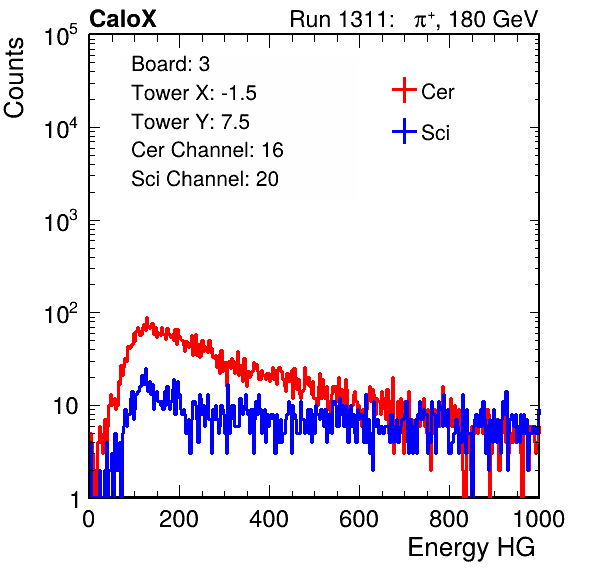 CaloX Run 1311: π⁺, 180 GeV
Counts
10⁵
10⁴
10³
10²
10
1
Board: 3
Tower X: -1.5
Tower Y: 7.5
Cer Channel: 16
Sci Channel: 20
Cer
Sci
0 200 400 600 800 1000
Energy HG